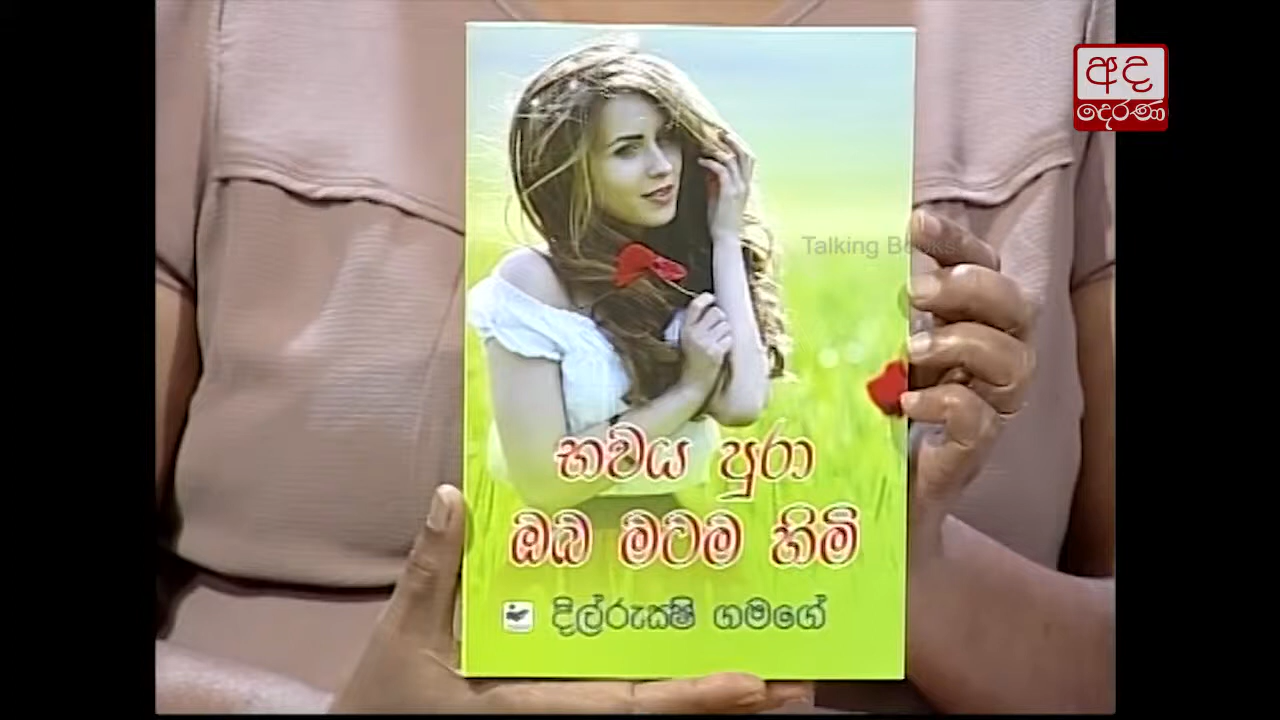 අද
දෙරණ
Talking Books
භවය පුරා
ඔබ මටම හිමි
දිල්රුක්ෂි ගමගේ